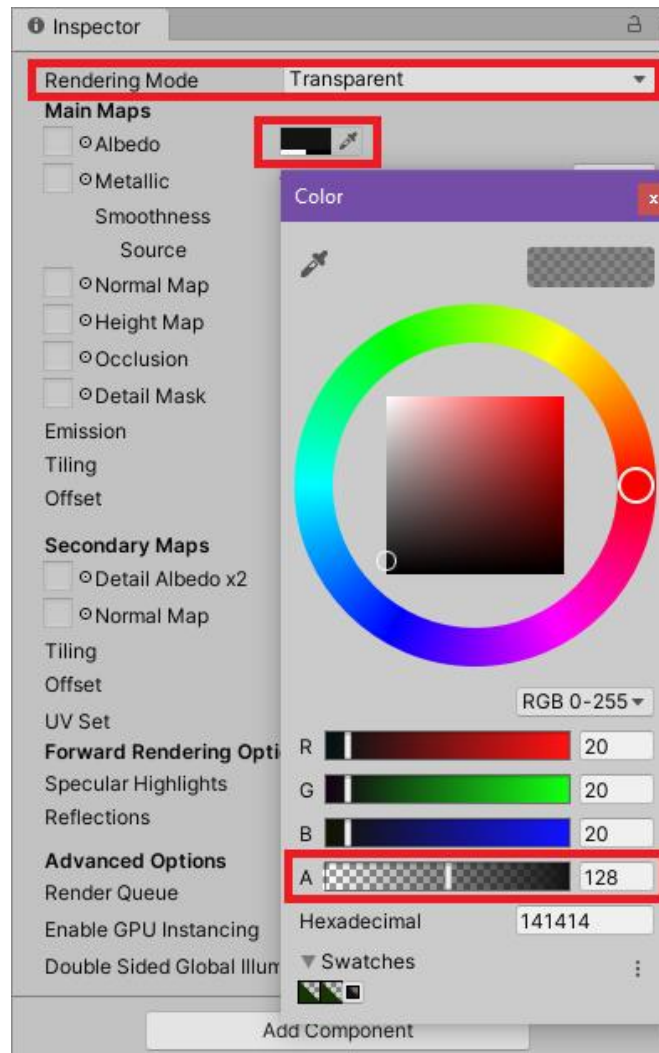 Inspector
Rendering Mode Transparent
Main Maps
Albedo
Metallic
Smoothness
Source
Normal Map
Height Map
Occlusion
Detail Mask
Emission
Tiling
Offset
Secondary Maps
Detail Albedo x2
Normal Map
Tiling
Offset
UV Set
Forward Rendering Opti
Specular Highlights
Reflections
Advanced Options
Render Queue
Enable GPU Instancing
Double Sided Global Illum
Add Component
Color x
RGB 0-255
R 20
G 20
B 20
A 128
Hexadecimal 141414
Swatches